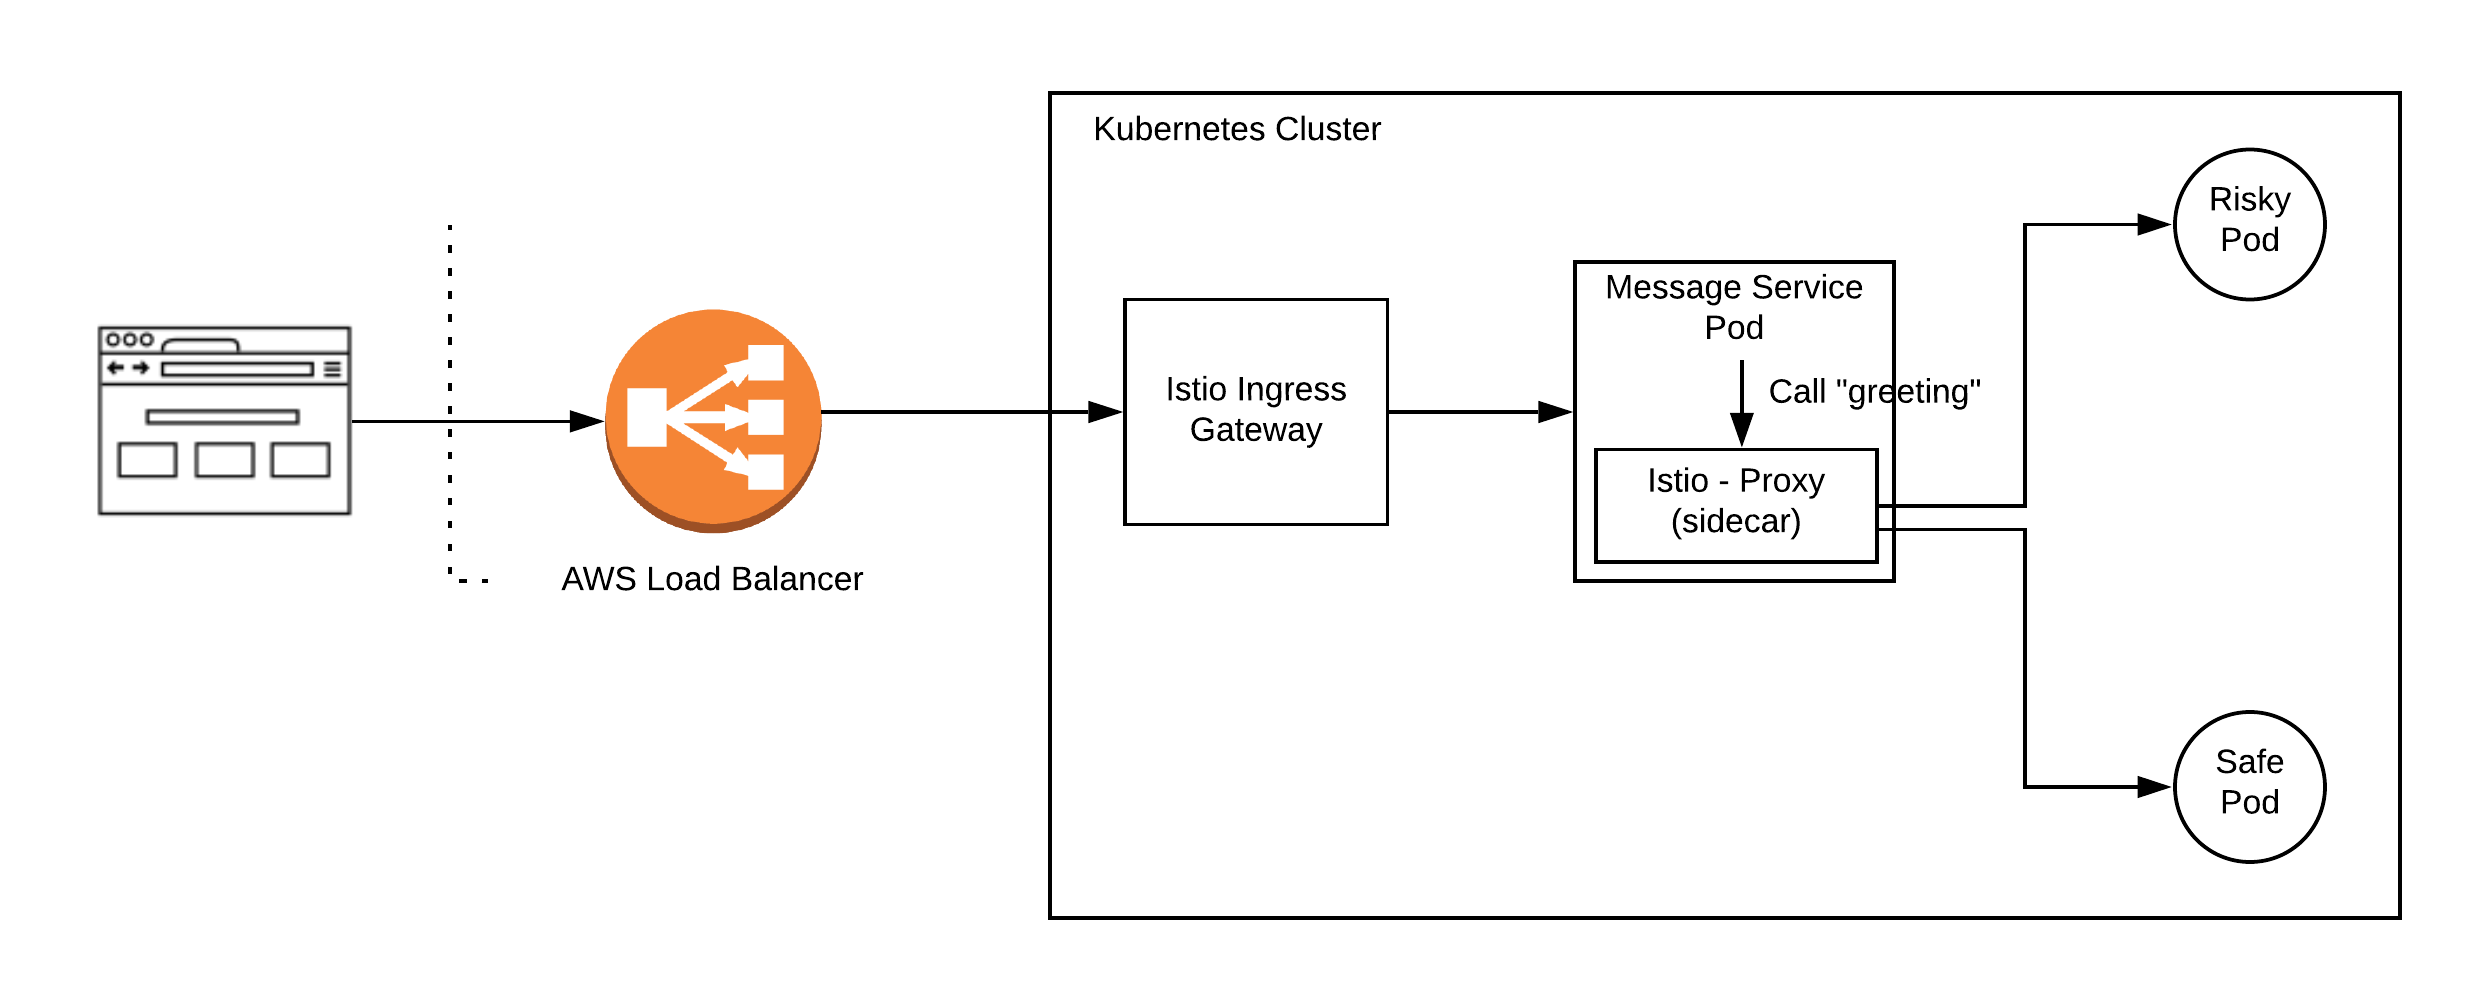 Kubernetes Cluster
Risky
Pod
Message Service
Pod
Call "greeting"
Istio Ingress
Gateway
Istio - Proxy
(sidecar)
AWS Load Balancer
Safe
Pod